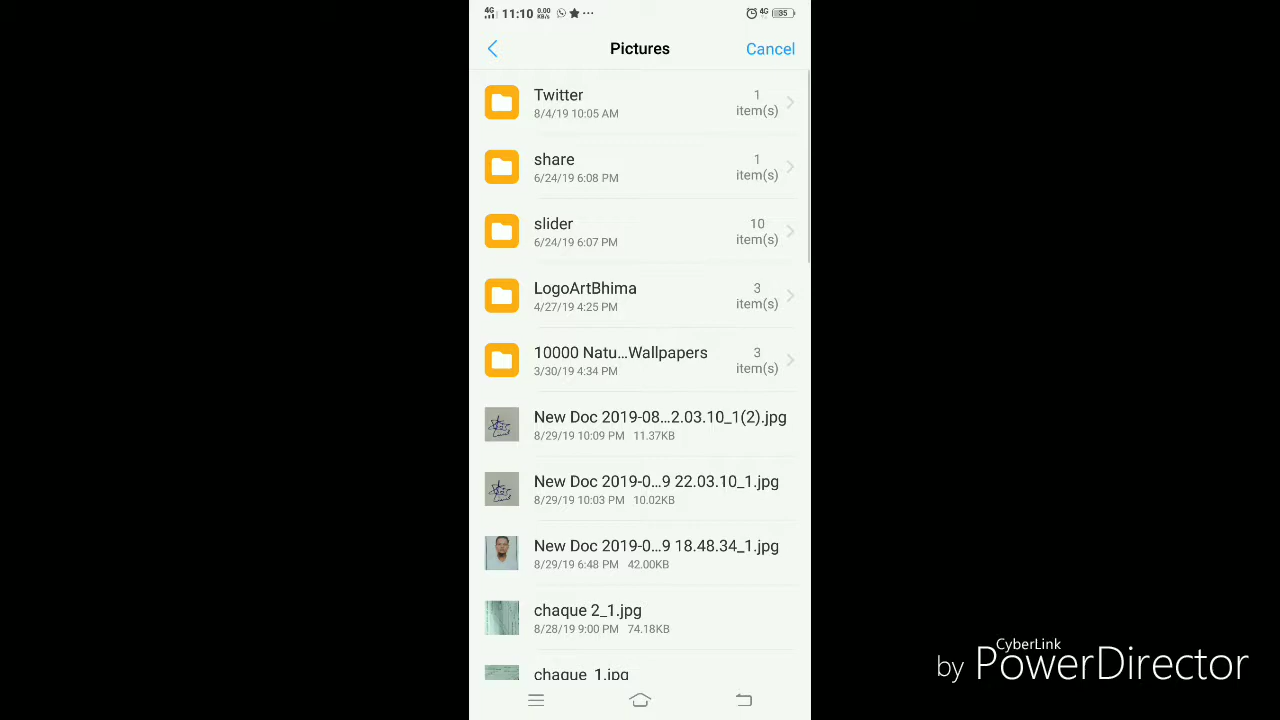 4G 11:10 0.00 KB/s 4G 35
Pictures Cancel
Twitter
8/4/19 10:05 AM
1
item(s)
share
6/24/19 6:08 PM
1
item(s)
slider
6/24/19 6:07 PM
10
item(s)
LogoArtBhima
4/27/19 4:25 PM
3
item(s)
10000 Natu...Wallpapers
3/30/19 4:34 PM
3
item(s)
New Doc 2019-08...2.03.10_1(2).jpg
8/29/19 10:09 PM 11.37KB
New Doc 2019-0...9 22.03.10_1.jpg
8/29/19 10:03 PM 10.02KB
New Doc 2019-0...9 18.48.34_1.jpg
8/29/19 6:48 PM 42.00KB
chaque 2_1.jpg
8/28/19 9:00 PM 74.18KB
chaque_1.jpg
CyberLink
by PowerDirector